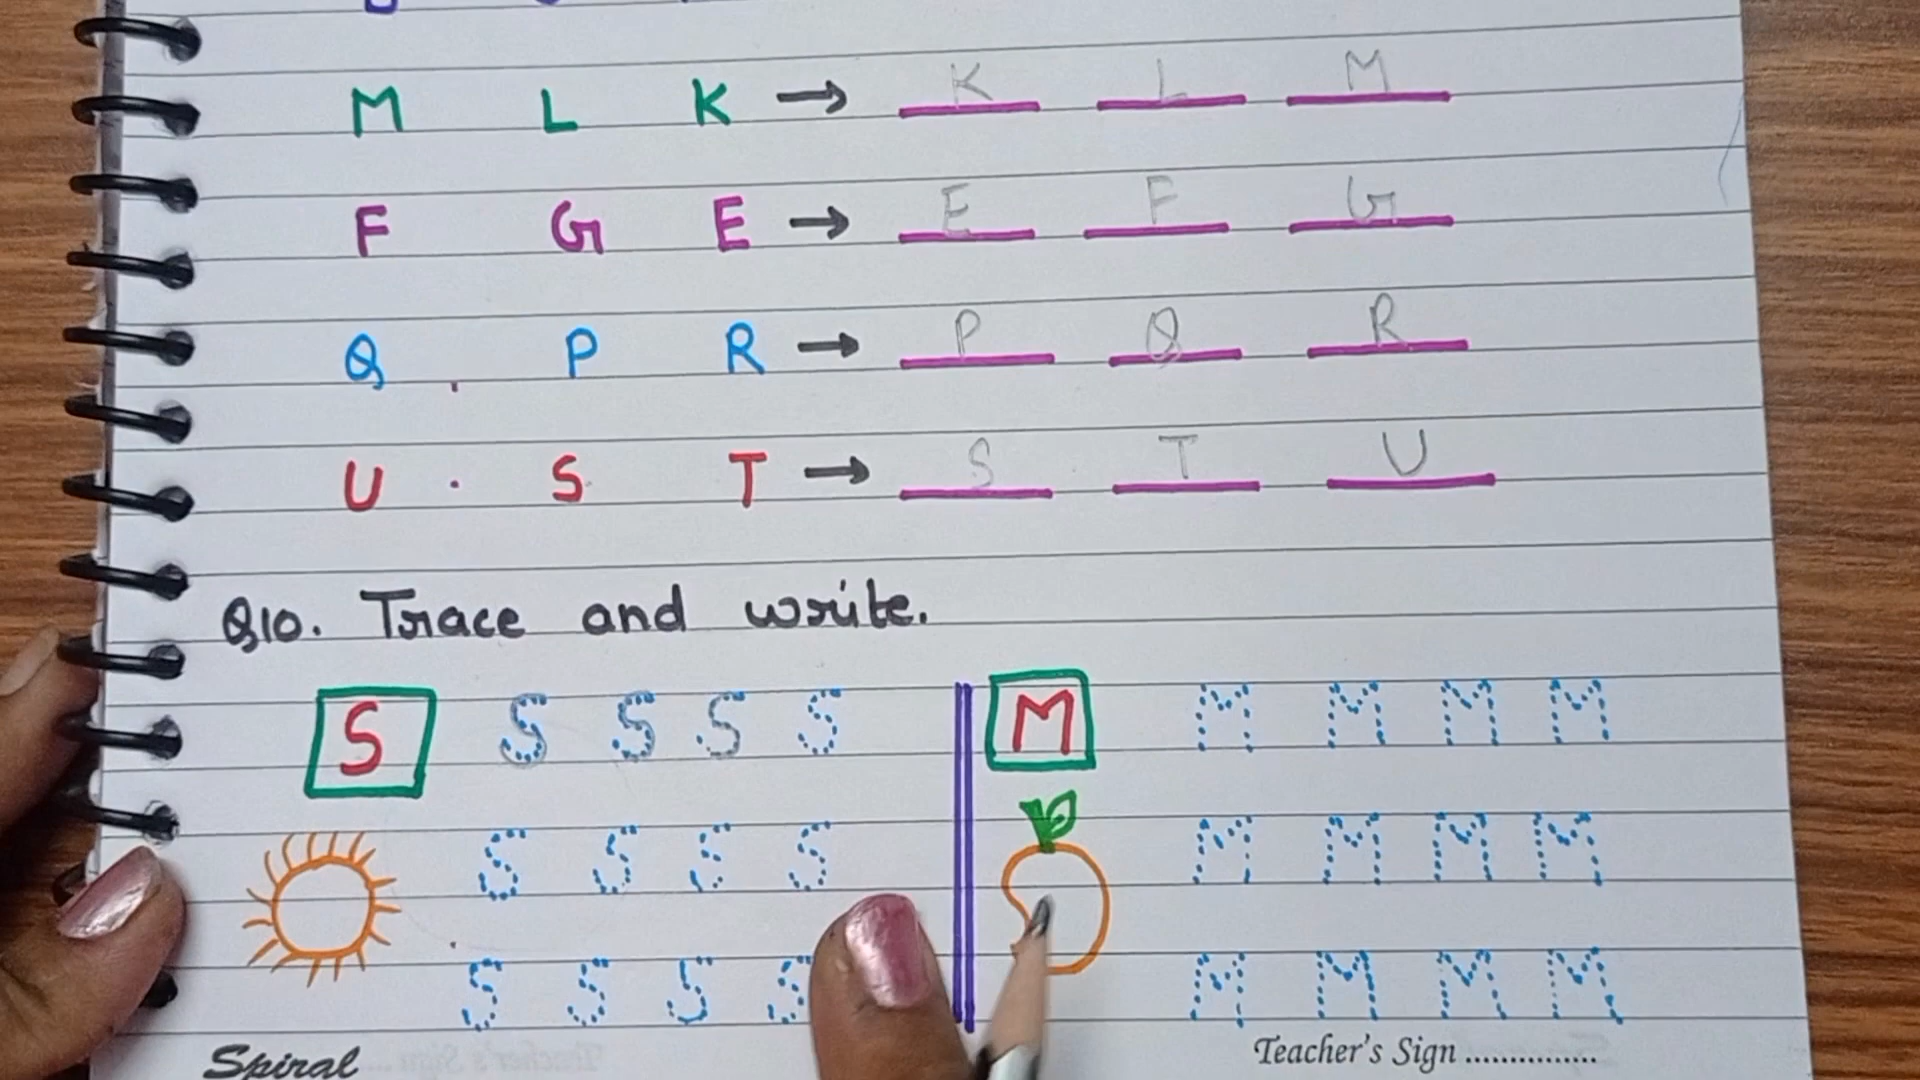 M L K → K L M
F G E → E F G
Q P R → P Q R
U S T → S T U
Q10. Trace and write.
S S S S S
M M M M M
S S S S
M M M M
S S S S
M M M M
Spiral
Teacher's Sign ...............